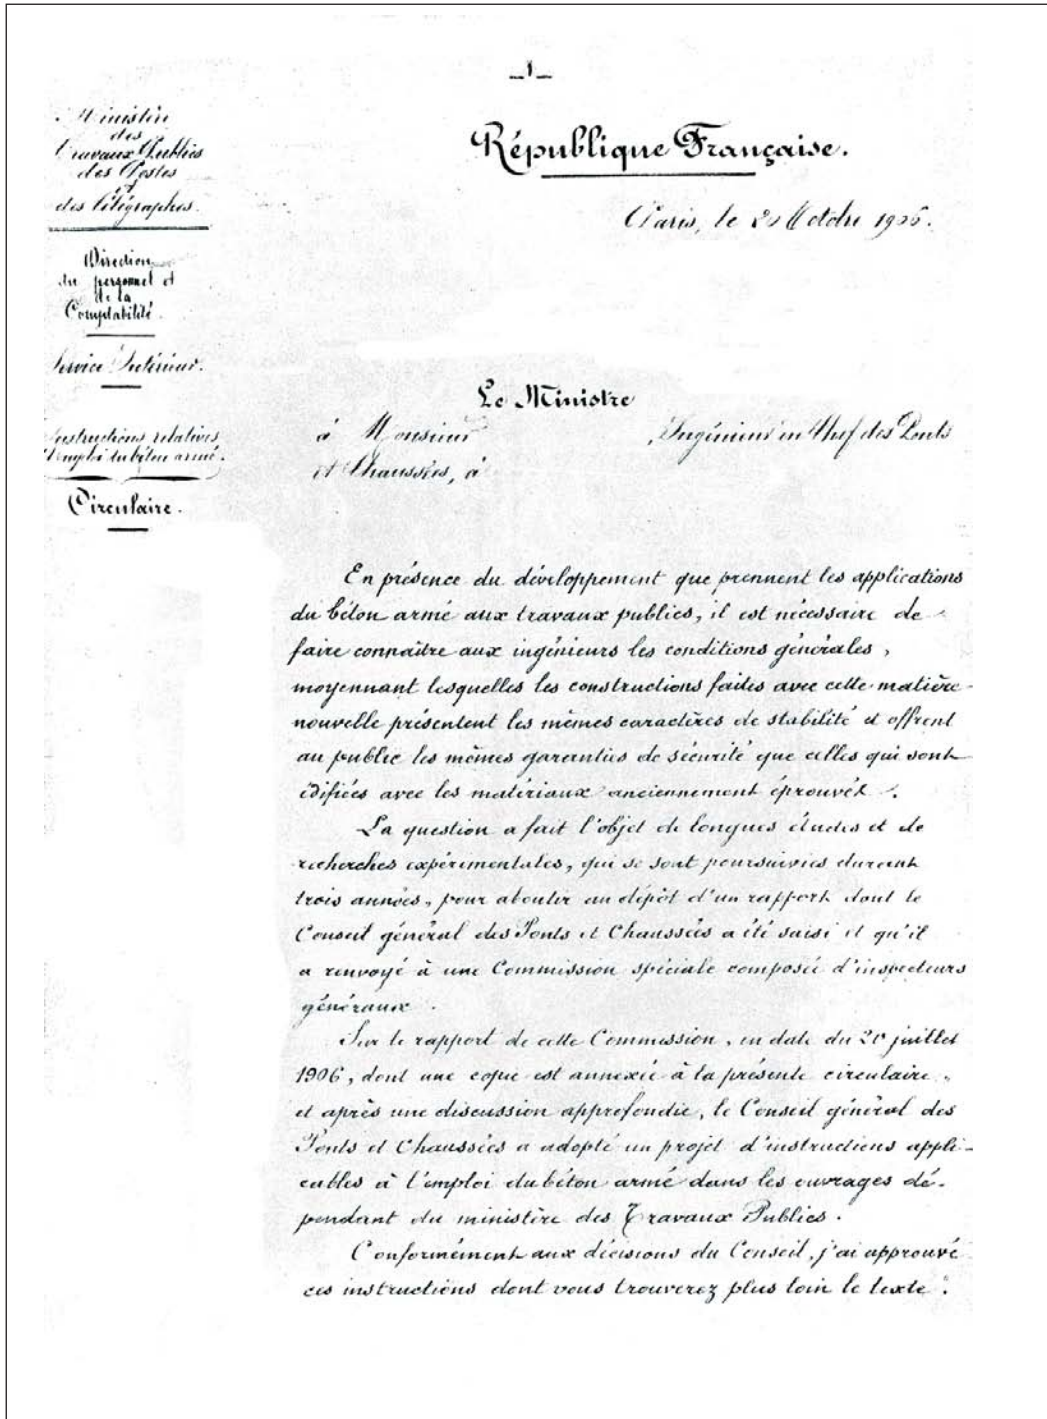 _1_
Ministère
des
Travaux Publics
des Postes
et
des Télégraphes.
Direction
du personnel et
de la
Comptabilité.
Service Intérieur.
Instructions relatives
l'emploi du béton armé.
Circulaire.
République Française.
Paris, le 20 Octobre 1906.
Le Ministre
à Monsieur , Ingénieur en Chef des Ponts
et Chaussées, à
En présence du développement que prennent les applications
du béton armé aux travaux publics, il est nécessaire de
faire connaître aux ingénieurs les conditions générales,
moyennant lesquelles les constructions faites avec cette matière
nouvelle présentent les mêmes caractères de stabilité et offrent
au public les mêmes garanties de sécurité que celles qui sont
édifiées avec les matériaux anciennement éprouvés.
La question a fait l'objet de longues études et de
recherches expérimentales, qui se sont poursuivies durant
trois années, pour aboutir au dépôt d'un rapport dont le
Conseil général des Ponts et Chaussées a été saisi et qu'il
a renvoyé à une Commission spéciale composée d'inspecteurs
généraux.
Sur le rapport de cette Commission, en date du 20 juillet
1906, dont une copie est annexée à la présente circulaire,
et après une discussion approfondie, le Conseil général des
Ponts et Chaussées a adopté un projet d'instructions appli-
cables à l'emploi du béton armé dans les ouvrages dé-
pendant du ministère des Travaux Publics.
Conformément aux décisions du Conseil, j'ai approuvé
ces instructions dont vous trouverez plus loin le texte.